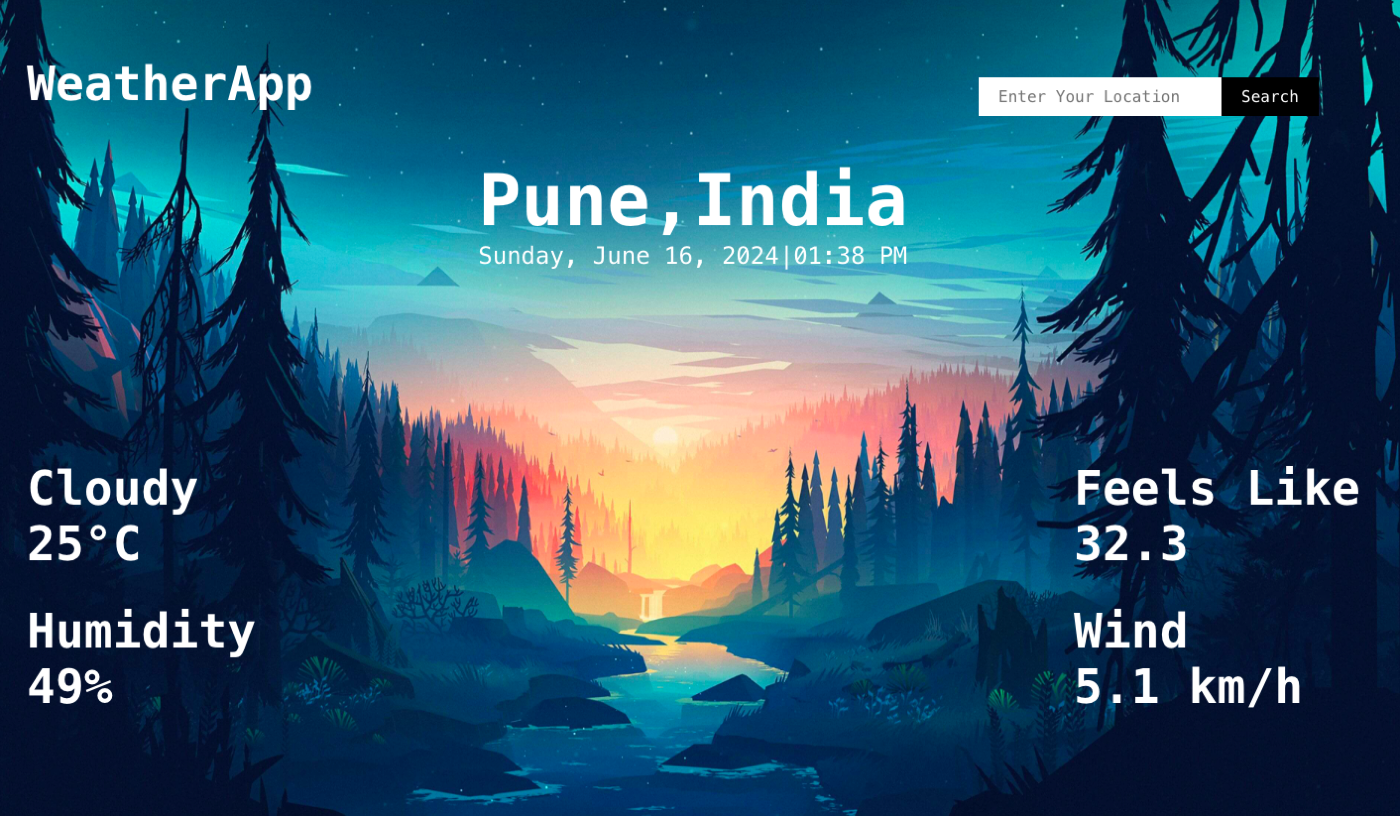 WeatherApp
Enter Your Location
Search
Pune,India
Sunday, June 16, 2024|01:38 PM
Cloudy
25°C
Humidity
49%
Feels Like
32.3
Wind
5.1 km/h